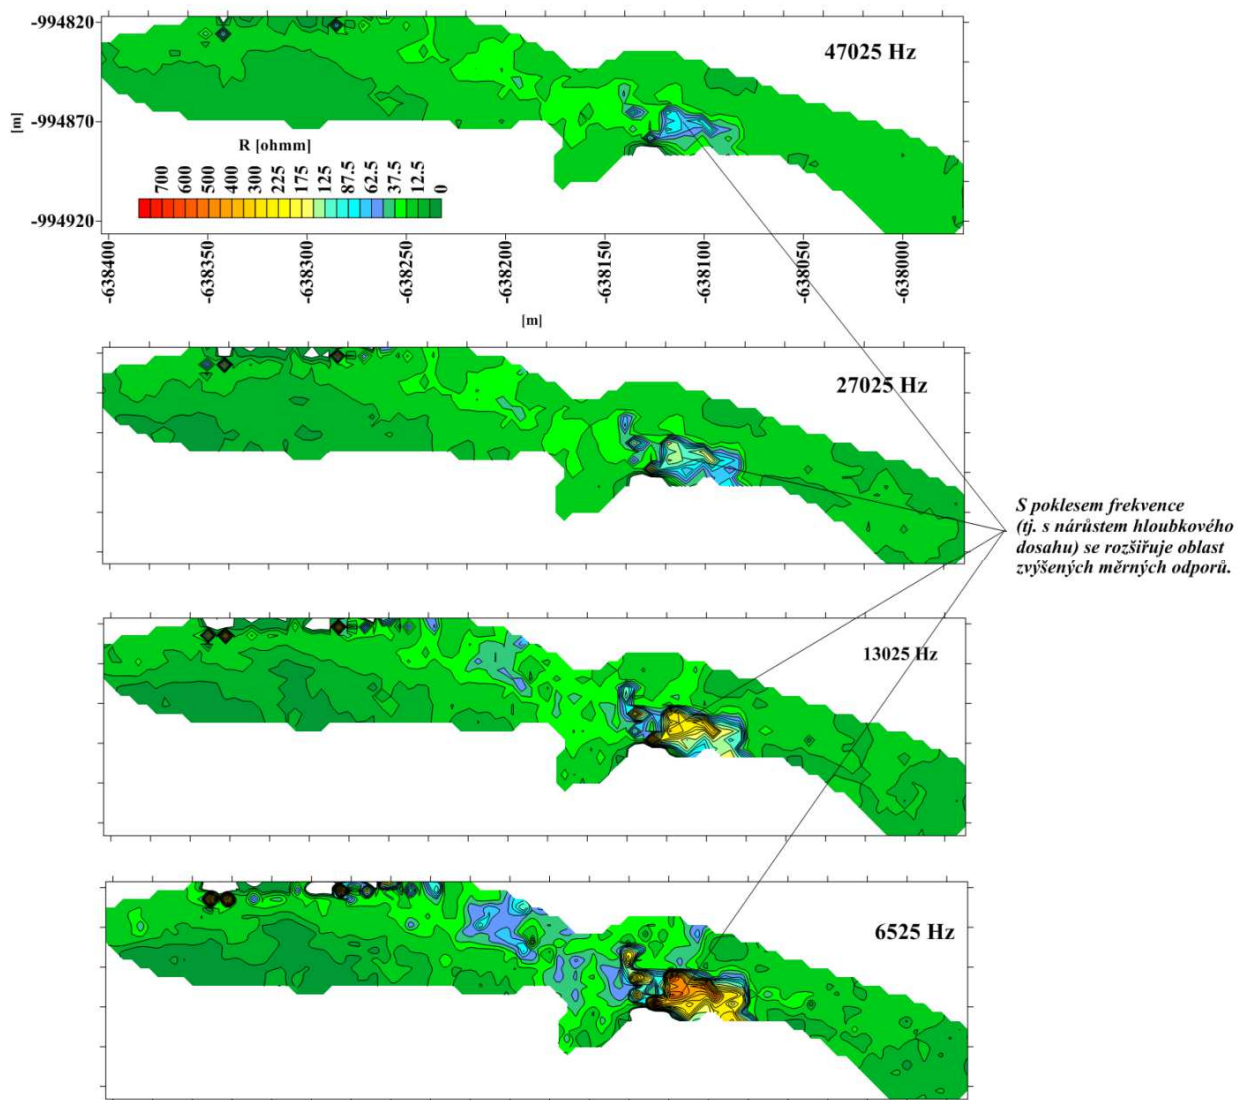 -994820
47025 Hz
[m]
-994870
R [ohmm]
700
600
500
400
300
225
175
125
87.5
62.5
37.5
12.5
0
-994920
-638400
-638350
-638300
-638250
-638200
-638150
-638100
-638050
-638000
[m]
27025 Hz
S poklesem frekvence
(tj. s nárůstem hloubkového
dosahu) se rozšiřuje oblast
zvýšených měrných odporů.
13025 Hz
6525 Hz